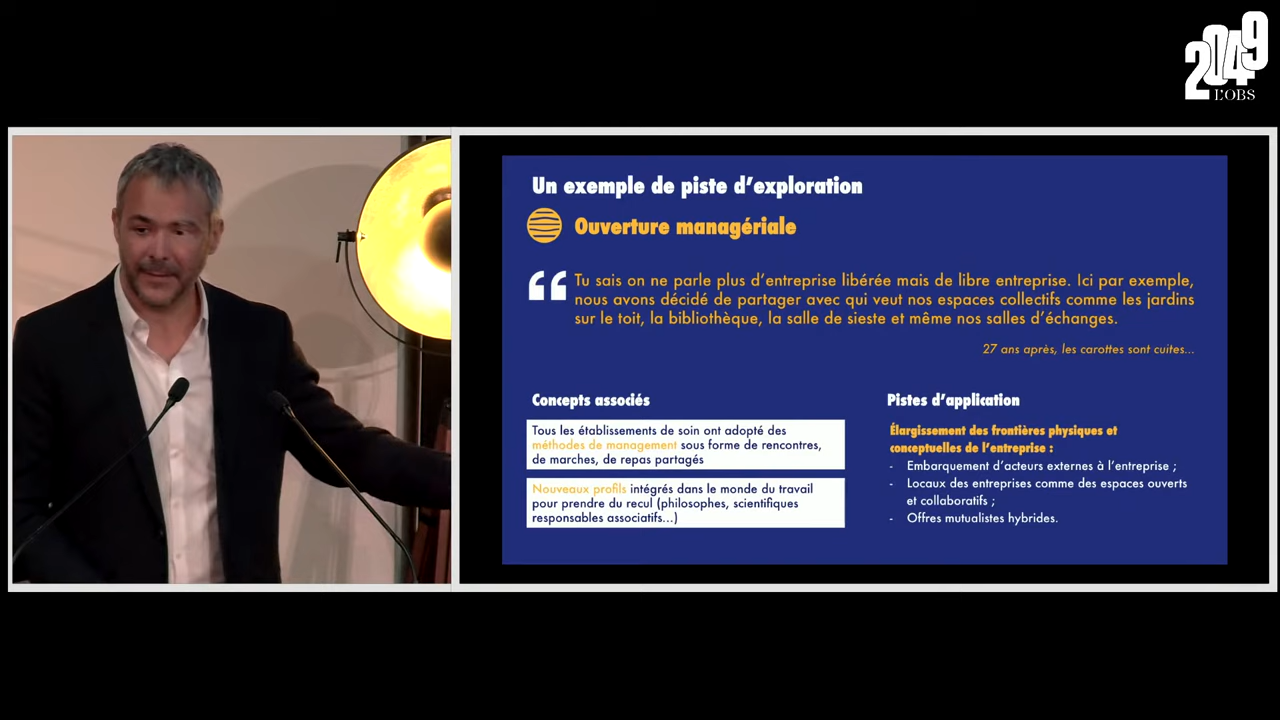 2049
L'OBS
Un exemple de piste d'exploration
Ouverture managériale
“ Tu sais on ne parle plus d'entreprise libérée mais de libre entreprise. Ici par exemple,
nous avons décidé de partager avec qui veut nos espaces collectifs comme les jardins
sur le toit, la bibliothèque, la salle de sieste et même nos salles d'échanges.
27 ans après, les carottes sont cuites...
Concepts associés
Tous les établissements de soin ont adopté des
méthodes de management sous forme de rencontres,
de marches, de repas partagés
Nouveaux profils intégrés dans le monde du travail
pour prendre du recul (philosophes, scientifiques
responsables associatifs...)
Pistes d'application
Élargissement des frontières physiques et
conceptuelles de l'entreprise :
- Embarquement d'acteurs externes à l'entreprise ;
- Locaux des entreprises comme des espaces ouverts
et collaboratifs ;
- Offres mutualistes hybrides.